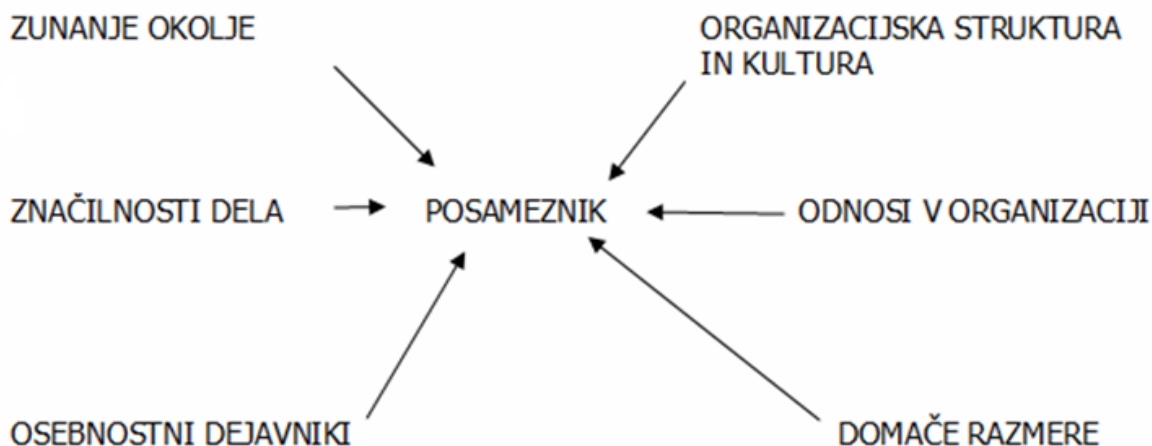 ZUNANJE OKOLJE
ORGANIZACIJSKA STRUKTURA
IN KULTURA
ZNAČILNOSTI DELA
POSAMEZNIK
ODNOSI V ORGANIZACIJI
OSEBNOSTNI DEJAVNIKI
DOMAČE RAZMERE